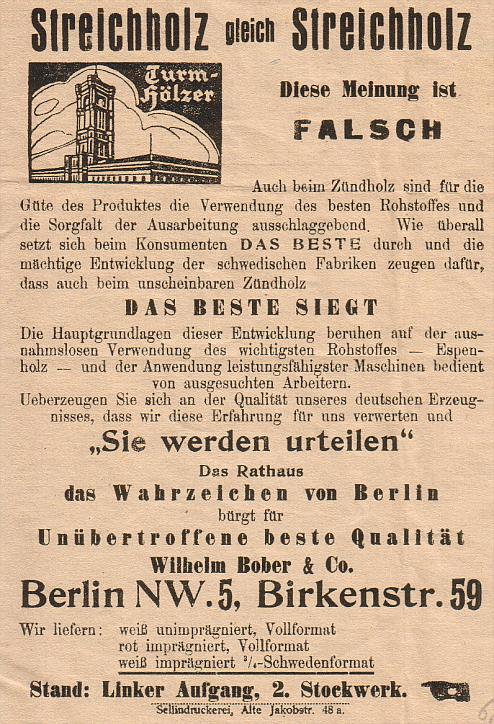 Streichholz gleich Streichholz
Turm-
Hölzer
Diese Meinung ist
FALSCH
Auch beim Zündholz sind für die
Güte des Produktes die Verwendung des besten Rohstoffes und
die Sorgfalt der Ausarbeitung ausschlaggebend. Wie überall
setzt sich beim Konsumenten DAS BESTE durch und die
mächtige Entwicklung der schwedischen Fabriken zeugen dafür,
dass auch beim unscheinbaren Zündholz
DAS BESTE SIEGT
Die Hauptgrundlagen dieser Entwicklung beruhen auf der aus-
nahmslosen Verwendung des wichtigsten Rohstoffes — Espen-
holz — und der Anwendung leistungsfähigster Maschinen bedient
von ausgesuchten Arbeitern.
Ueberzeugen Sie sich an der Qualität unseres deutschen Erzeug-
nisses, dass wir diese Erfahrung für uns verwerten und
„Sie werden urteilen“
Das Rathaus
das Wahrzeichen von Berlin
bürgt für
Unübertroffene beste Qualität
Wilhelm Bober & Co.
Berlin NW. 5, Birkenstr. 59
Wir liefern: weiß unimprägniert, Vollformat
rot imprägniert, Vollformat
weiß imprägniert ³/₄-Schwedenformat
Stand: Linker Aufgang, 2. Stockwerk.
Sellindruckerei, Alte Jakobstr. 48 a.